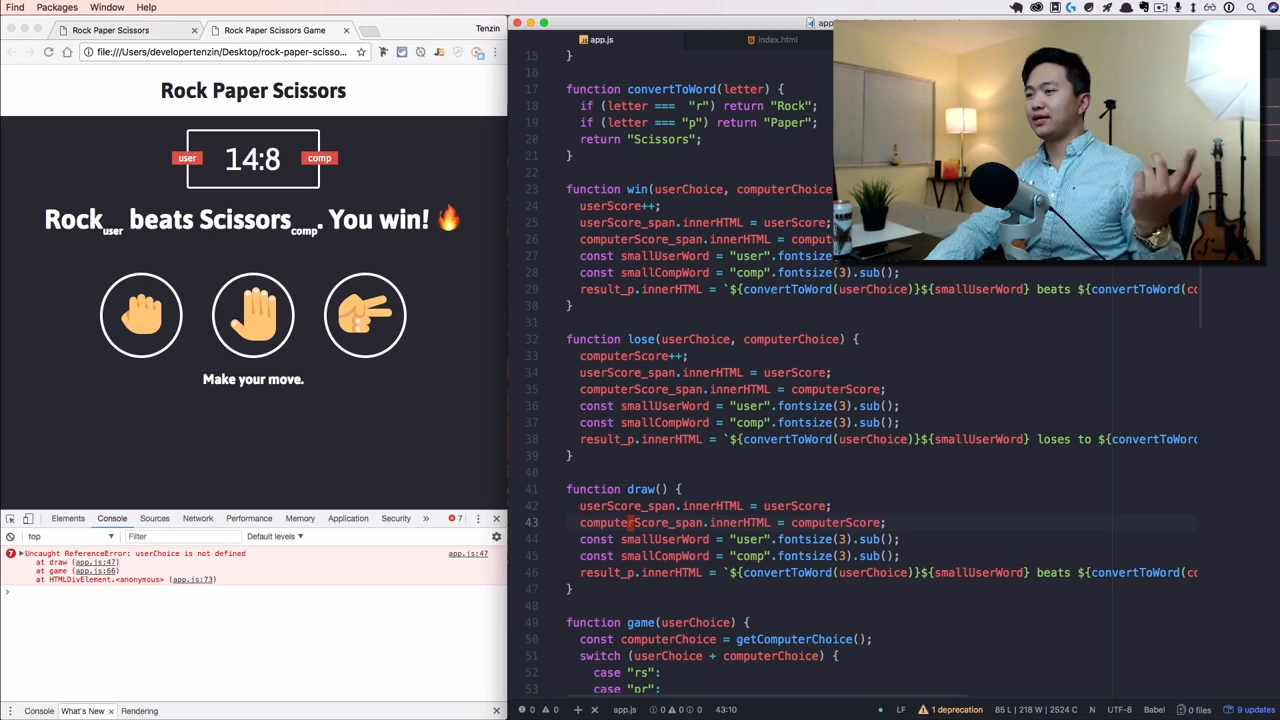 Find Packages Window Help
Rock Paper Scissors
Rock Paper Scissors Game
Tenzin
file:///Users/developertenzin/Desktop/rock-paper-scisso...
Rock Paper Scissors
user 14:8 comp
Rock user beats Scissors comp. You win! 🔥
Make your move.
Elements Console Sources Network Performance Memory Application Security 7
top Filter Default levels
7 Uncaught ReferenceError: userChoice is not defined app.js:47
at draw (app.js:47)
at game (app.js:66)
at HTMLDivElement.<anonymous> (app.js:73)
Console What's New Rendering
app.js index.html
15 }
16
17 function convertToWord(letter) {
18 if (letter === "r") return "Rock";
19 if (letter === "p") return "Paper";
20 return "Scissors";
21 }
22
23 function win(userChoice, computerChoice
24 userScore++;
25 userScore_span.innerHTML = userScore;
26 computerScore_span.innerHTML = compute
27 const smallUserWord = "user".fontsize(
28 const smallCompWord = "comp".fontsize(3).sub();
29 result_p.innerHTML = `${convertToWord(userChoice)}${smallUserWord} beats ${convertToWord(co
30 }
31
32 function lose(userChoice, computerChoice) {
33 computerScore++;
34 userScore_span.innerHTML = userScore;
35 computerScore_span.innerHTML = computerScore;
36 const smallUserWord = "user".fontsize(3).sub();
37 const smallCompWord = "comp".fontsize(3).sub();
38 result_p.innerHTML = `${convertToWord(userChoice)}${smallUserWord} loses to ${convertToWord
39 }
40
41 function draw() {
42 userScore_span.innerHTML = userScore;
43 computerScore_span.innerHTML = computerScore;
44 const smallUserWord = "user".fontsize(3).sub();
45 const smallCompWord = "comp".fontsize(3).sub();
46 result_p.innerHTML = `${convertToWord(userChoice)}${smallUserWord} beats ${convertToWord(co
47 }
48
49 function game(userChoice) {
50 const computerChoice = getComputerChoice();
51 switch (userChoice + computerChoice) {
52 case "rs":
53 case "pr":
0 0 app.js 0 0 0 43:10 LF 1 deprecation 85 L | 218 W | 2524 C N UTF-8 Babel 0 files 9 updates